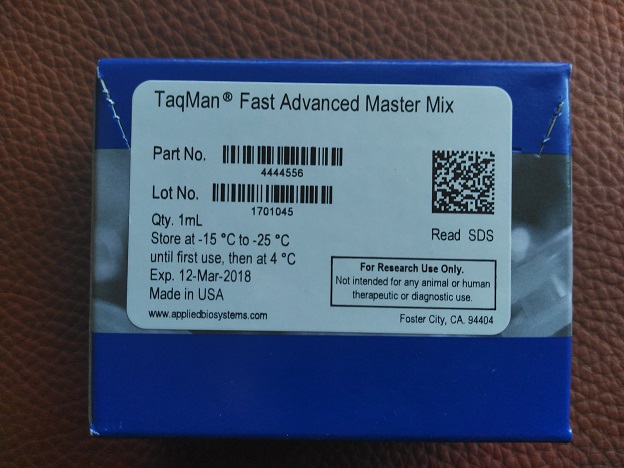 TaqMan® Fast Advanced Master Mix
Part No.
4444556
Lot No.
1701045
Qty. 1mL
Store at -15 °C to -25 °C
until first use, then at 4 °C
Exp. 12-Mar-2018
Made in USA
www.appliedbiosystems.com
Read SDS
For Research Use Only.
Not intended for any animal or human
therapeutic or diagnostic use.
Foster City, CA. 94404